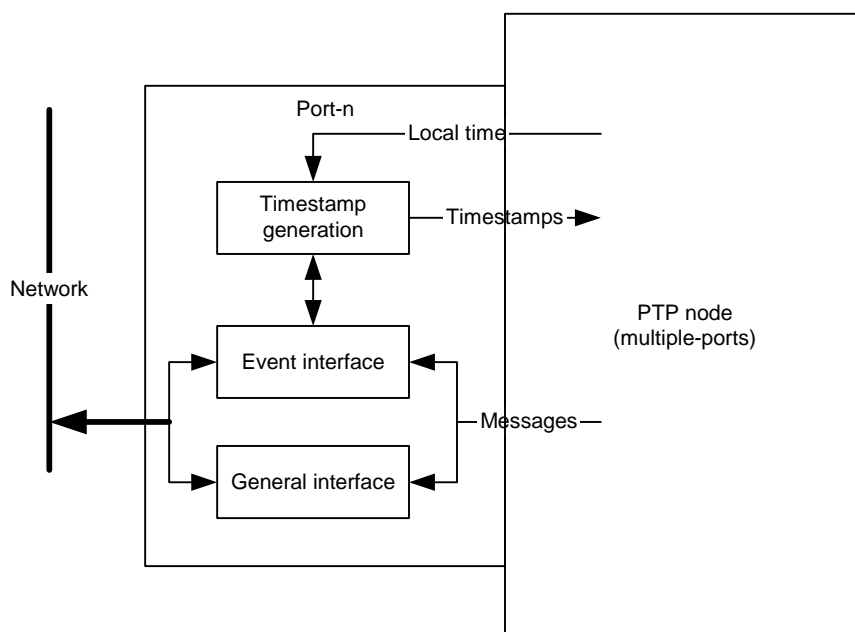 Port-n
Local time
Timestamp
generation
Timestamps
Network
PTP node
(multiple-ports)
Event interface
Messages
General interface